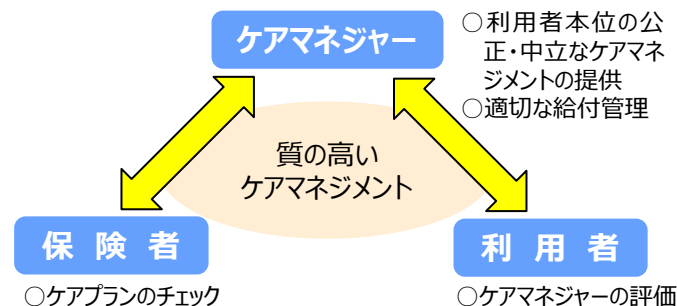 ケアマネジャー
○利用者本位の公
正・中立なケアマネ
ジメントの提供
○適切な給付管理
質の高い
ケアマネジメント
保 険 者
利 用 者
○ケアプランのチェック
○ケアマネジャーの評価